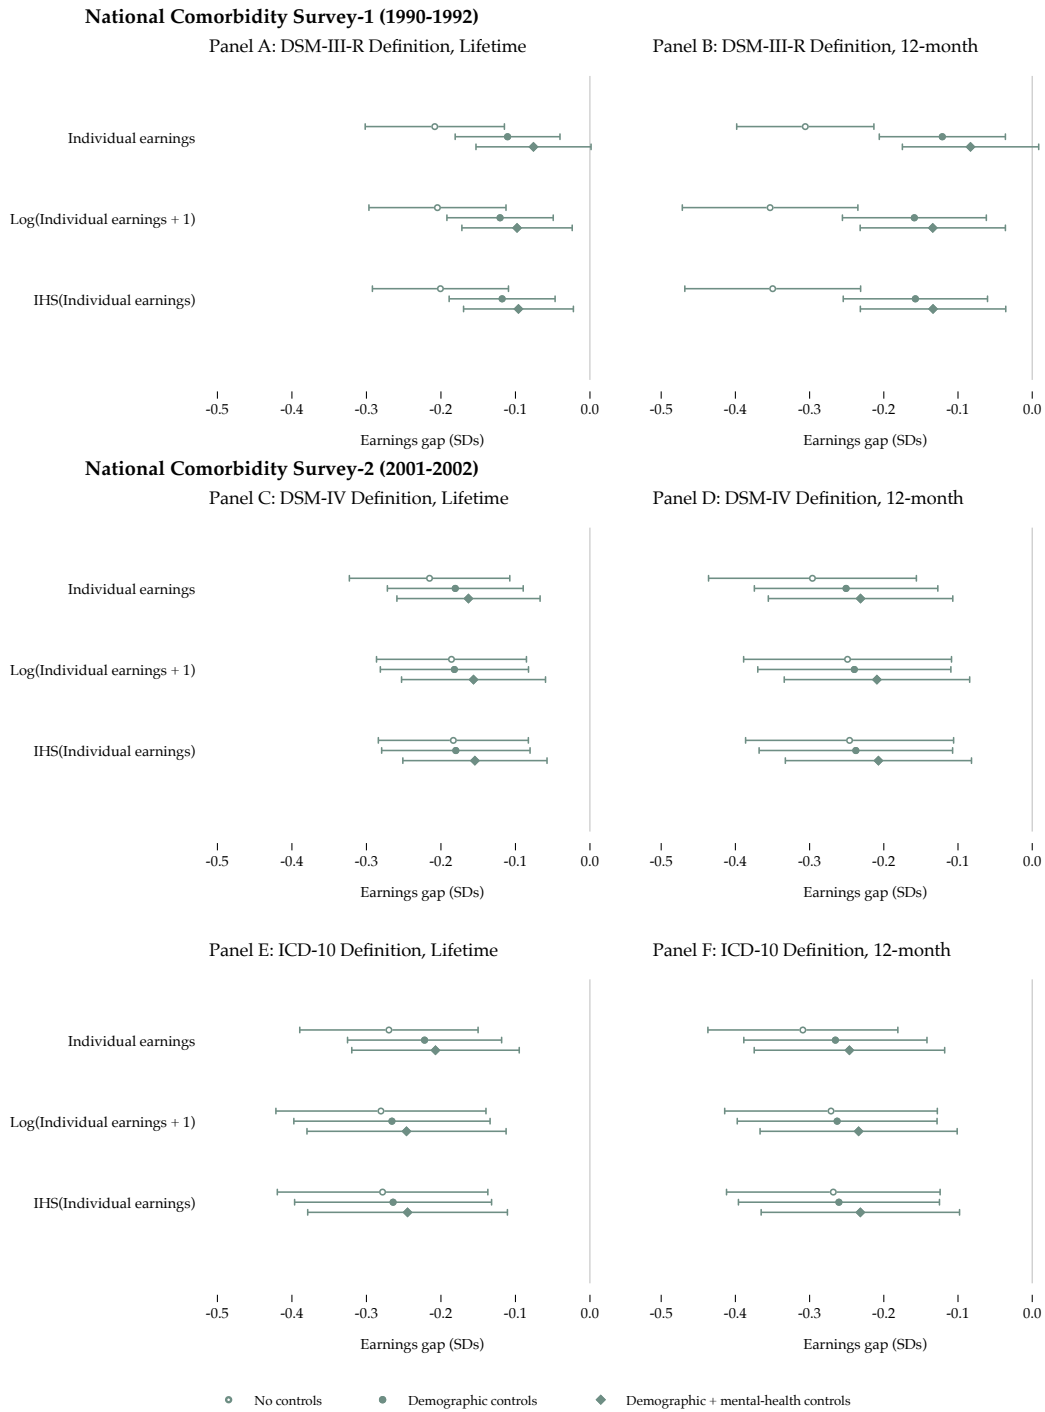 National Comorbidity Survey-1 (1990-1992)
Panel A: DSM-III-R Definition, Lifetime
Panel B: DSM-III-R Definition, 12-month
Individual earnings
Log(Individual earnings + 1)
IHS(Individual earnings)
-0.5 -0.4 -0.3 -0.2 -0.1 0.0
-0.5 -0.4 -0.3 -0.2 -0.1 0.0
Earnings gap (SDs)
Earnings gap (SDs)
National Comorbidity Survey-2 (2001-2002)
Panel C: DSM-IV Definition, Lifetime
Panel D: DSM-IV Definition, 12-month
Individual earnings
Log(Individual earnings + 1)
IHS(Individual earnings)
-0.5 -0.4 -0.3 -0.2 -0.1 0.0
-0.5 -0.4 -0.3 -0.2 -0.1 0.0
Earnings gap (SDs)
Earnings gap (SDs)
Panel E: ICD-10 Definition, Lifetime
Panel F: ICD-10 Definition, 12-month
Individual earnings
Log(Individual earnings + 1)
IHS(Individual earnings)
-0.5 -0.4 -0.3 -0.2 -0.1 0.0
-0.5 -0.4 -0.3 -0.2 -0.1 0.0
Earnings gap (SDs)
Earnings gap (SDs)
No controls
Demographic controls
Demographic + mental-health controls